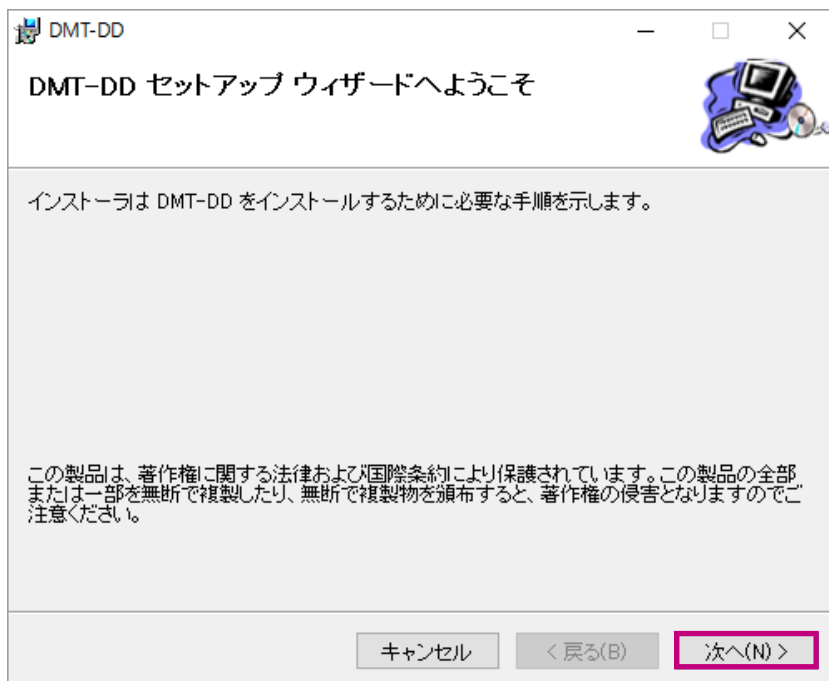 DMT-DD
DMT-DD セットアップ ウィザードへようこそ
インストーラは DMT-DD をインストールするために必要な手順を示します。
この製品は、著作権に関する法律および国際条約により保護されています。この製品の全部
または一部を無断で複製したり、無断で複製物を頒布すると、著作権の侵害となりますのでご
注意ください。
キャンセル
< 戻る(B)
次へ(N) >